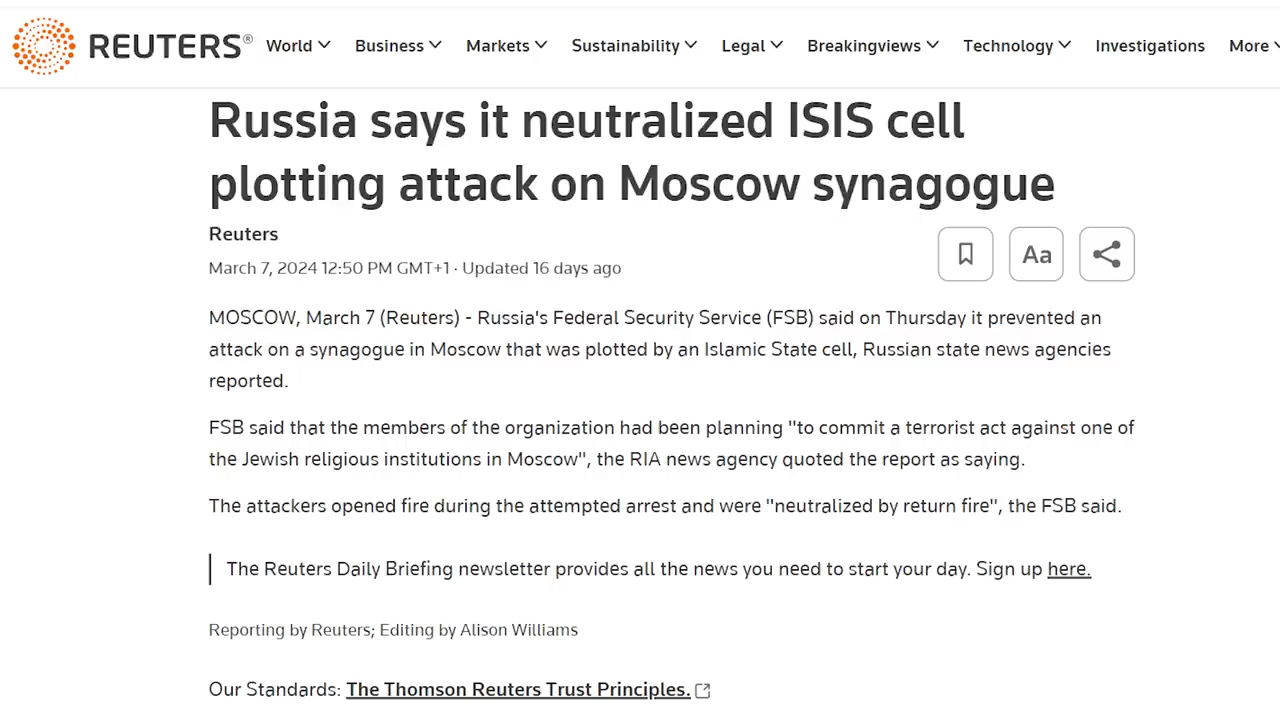 REUTERS® World Business Markets Sustainability Legal Breakingviews Technology Investigations More
Russia says it neutralized ISIS cell
plotting attack on Moscow synagogue
Reuters
March 7, 2024 12:50 PM GMT+1 · Updated 16 days ago
Aa
MOSCOW, March 7 (Reuters) - Russia's Federal Security Service (FSB) said on Thursday it prevented an
attack on a synagogue in Moscow that was plotted by an Islamic State cell, Russian state news agencies
reported.
FSB said that the members of the organization had been planning "to commit a terrorist act against one of
the Jewish religious institutions in Moscow", the RIA news agency quoted the report as saying.
The attackers opened fire during the attempted arrest and were "neutralized by return fire", the FSB said.
The Reuters Daily Briefing newsletter provides all the news you need to start your day. Sign up here.
Reporting by Reuters; Editing by Alison Williams
Our Standards: The Thomson Reuters Trust Principles.